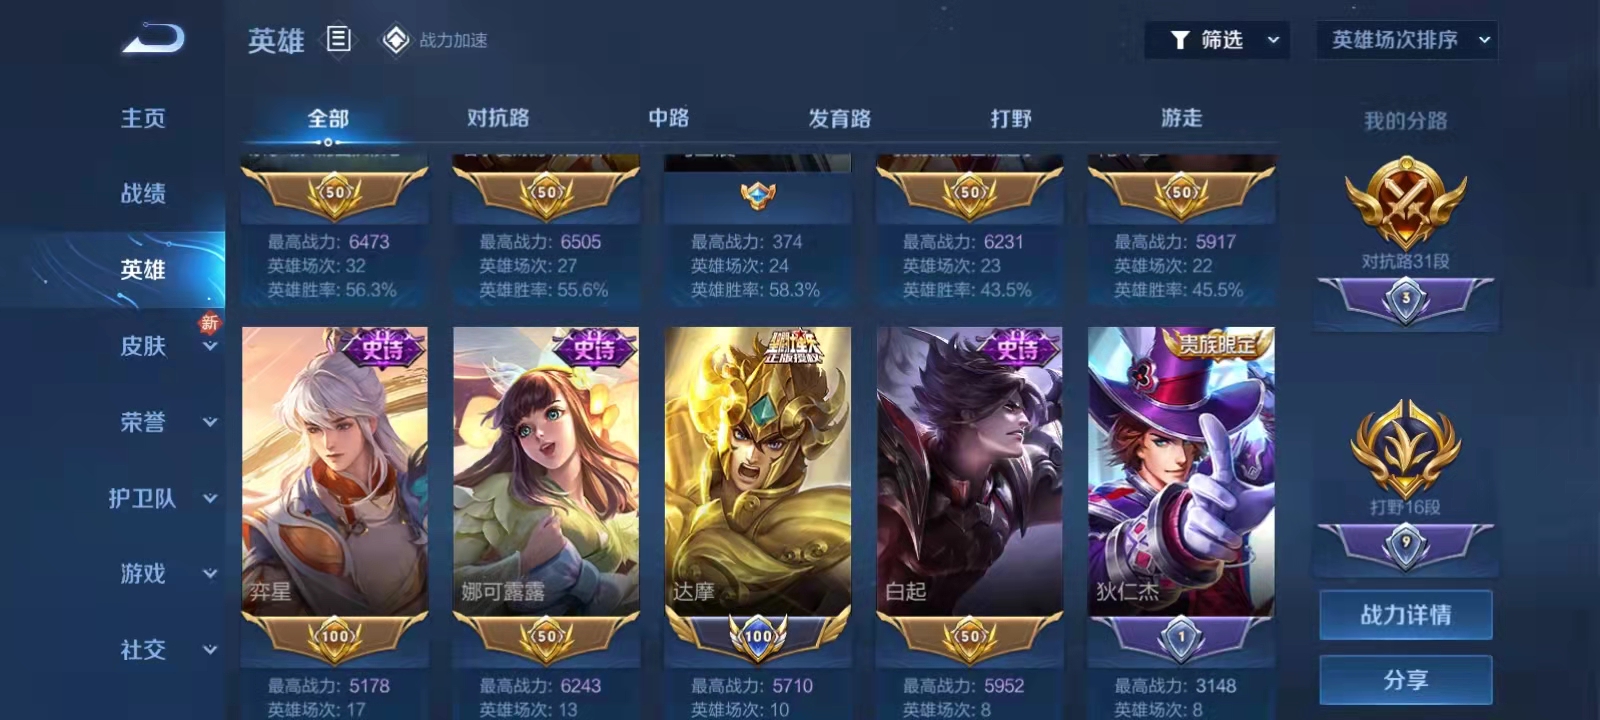 英雄
战力加速
筛选
英雄场次排序
主页
战绩
英雄
新
皮肤
荣誉
护卫队
游戏
社交
全部
对抗路
中路
发育路
打野
游走
50
最高战力: 6473
英雄场次: 32
英雄胜率: 56.3%
50
最高战力: 6505
英雄场次: 27
英雄胜率: 55.6%
最高战力: 374
英雄场次: 24
英雄胜率: 58.3%
50
最高战力: 6231
英雄场次: 23
英雄胜率: 43.5%
50
最高战力: 5917
英雄场次: 22
英雄胜率: 45.5%
史诗
弈星
100
最高战力: 5178
英雄场次: 17
史诗
娜可露露
50
最高战力: 6243
英雄场次: 13
正版授权
达摩
100
最高战力: 5710
英雄场次: 10
史诗
白起
50
最高战力: 5952
英雄场次: 8
贵族限定
狄仁杰
1
最高战力: 3148
英雄场次: 8
我的分路
对抗路31段
3
打野16段
9
战力详情
分享